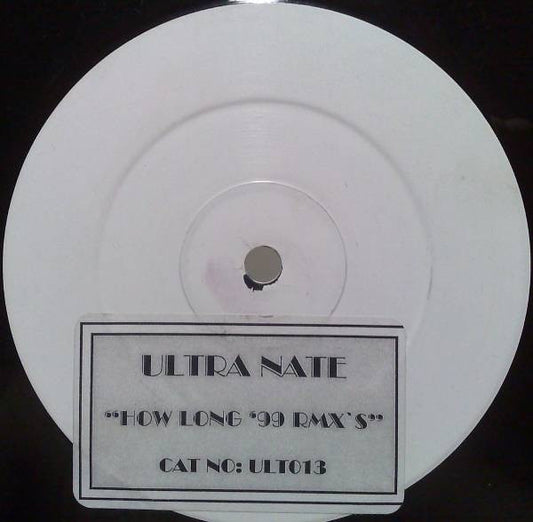 ULTRA NATE
“HOW LONG ‘99 RMX`S”
CAT NO: ULT013